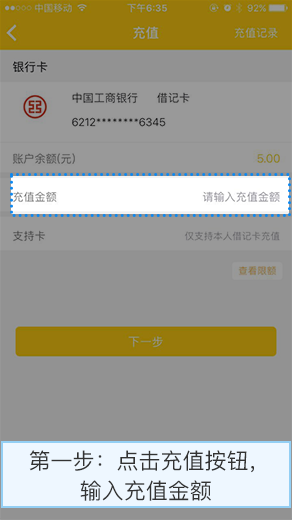 中国移动 下午6:35 92%
充值 充值记录
银行卡
中国工商银行 借记卡
6212********6345
账户余额(元) 5.00
充值金额 请输入充值金额
支持卡 仅支持本人借记卡充值
查看限额
下一步
第一步：点击充值按钮，
输入充值金额